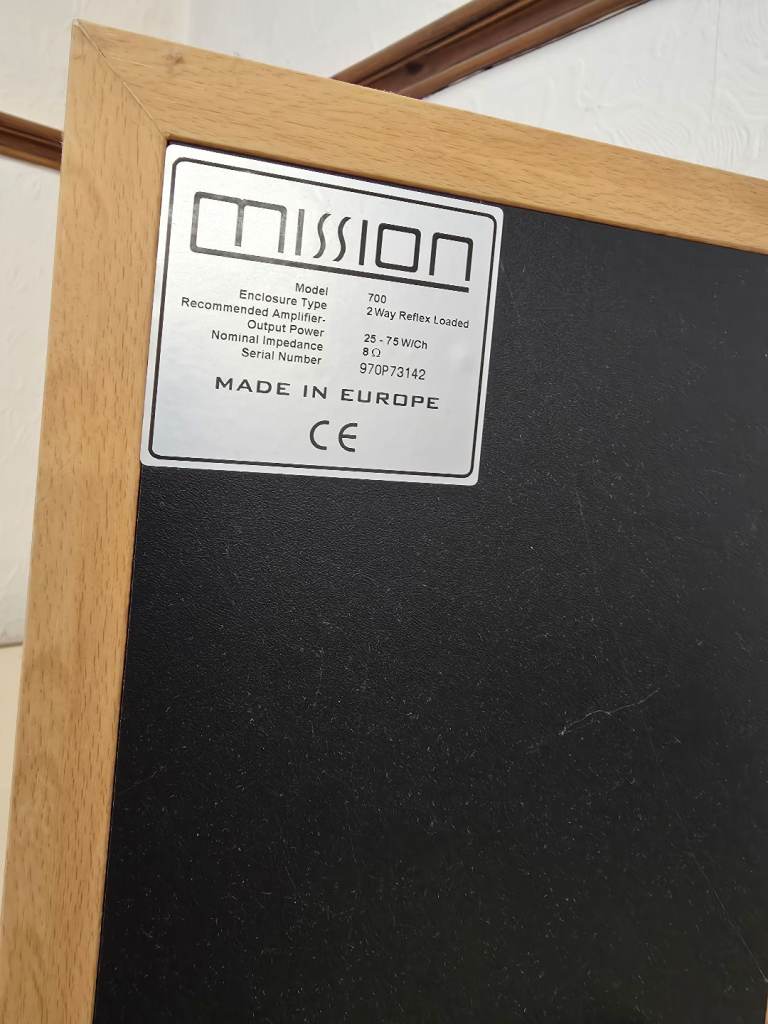 mission
Model 700
Enclosure Type 2 Way Reflex Loaded
Recommended Amplifier-
Output Power 25 - 75 W/Ch
Nominal Impedance 8 Ω
Serial Number 970P73142
MADE IN EUROPE
CE